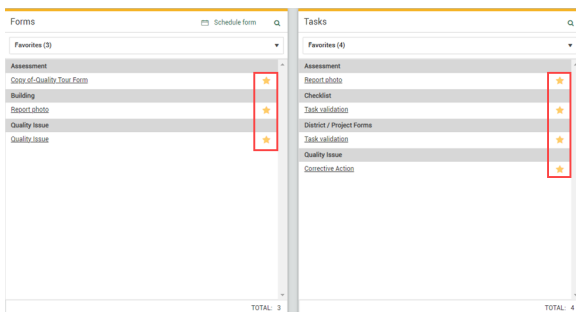 Forms
Schedule form
Favorites (3)
Assessment
Copy of-Quality Tour Form
Building
Report photo
Quality Issue
Quality Issue
TOTAL: 3
Tasks
Favorites (4)
Assessment
Report photo
Checklist
Task validation
District / Project Forms
Task validation
Quality Issue
Corrective Action
TOTAL: 4